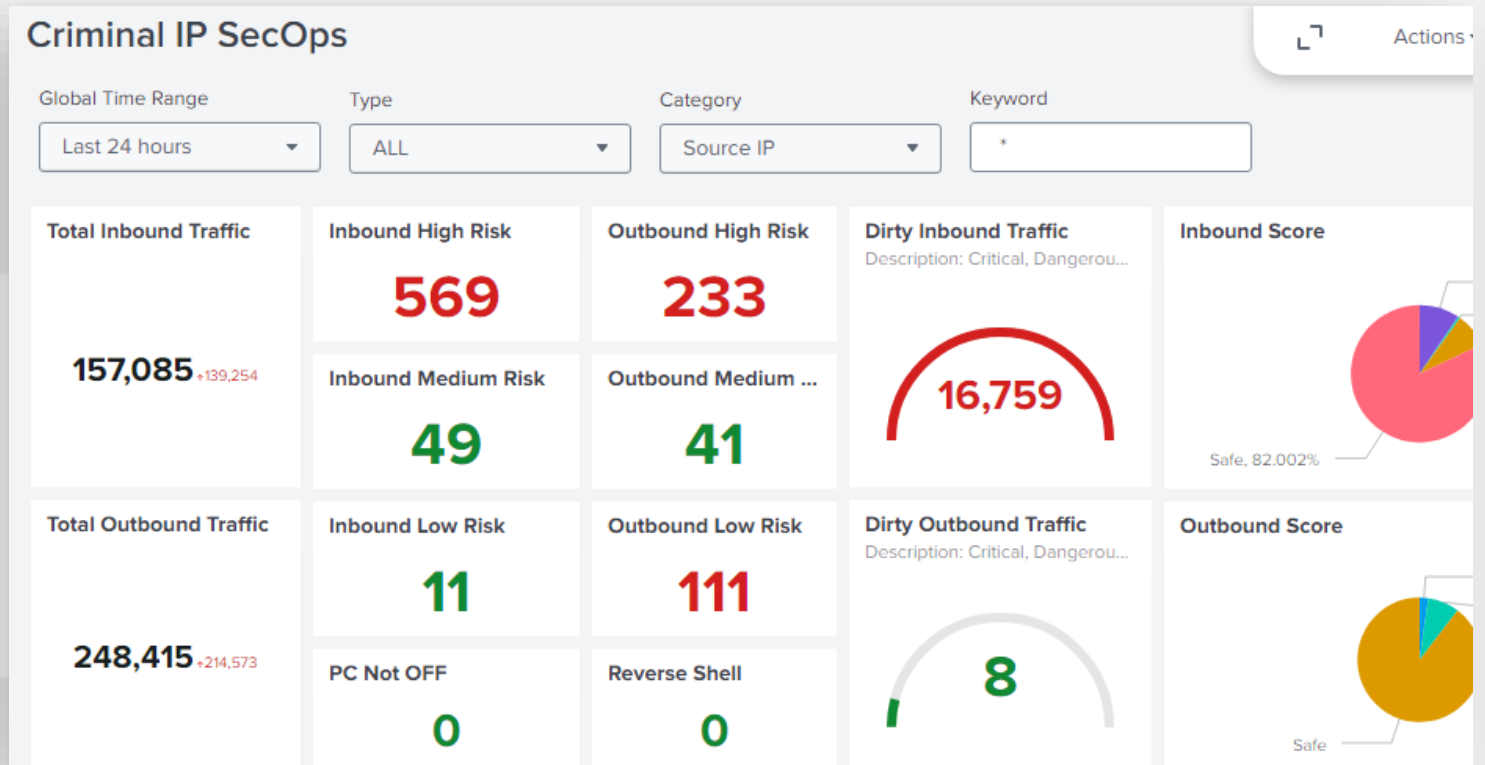 Criminal IP SecOps
Actions
Global Time Range
Type
Category
Keyword
Last 24 hours
ALL
Source IP
*
Total Inbound Traffic
157,085 ↑139,254
Inbound High Risk
569
Outbound High Risk
233
Dirty Inbound Traffic
Description: Critical, Dangerou...
16,759
Inbound Score
Safe, 82.002%
Inbound Medium Risk
49
Outbound Medium ...
41
Total Outbound Traffic
248,415 ↑214,573
Inbound Low Risk
11
Outbound Low Risk
111
Dirty Outbound Traffic
Description: Critical, Dangerou...
8
Outbound Score
Safe
PC Not OFF
0
Reverse Shell
0